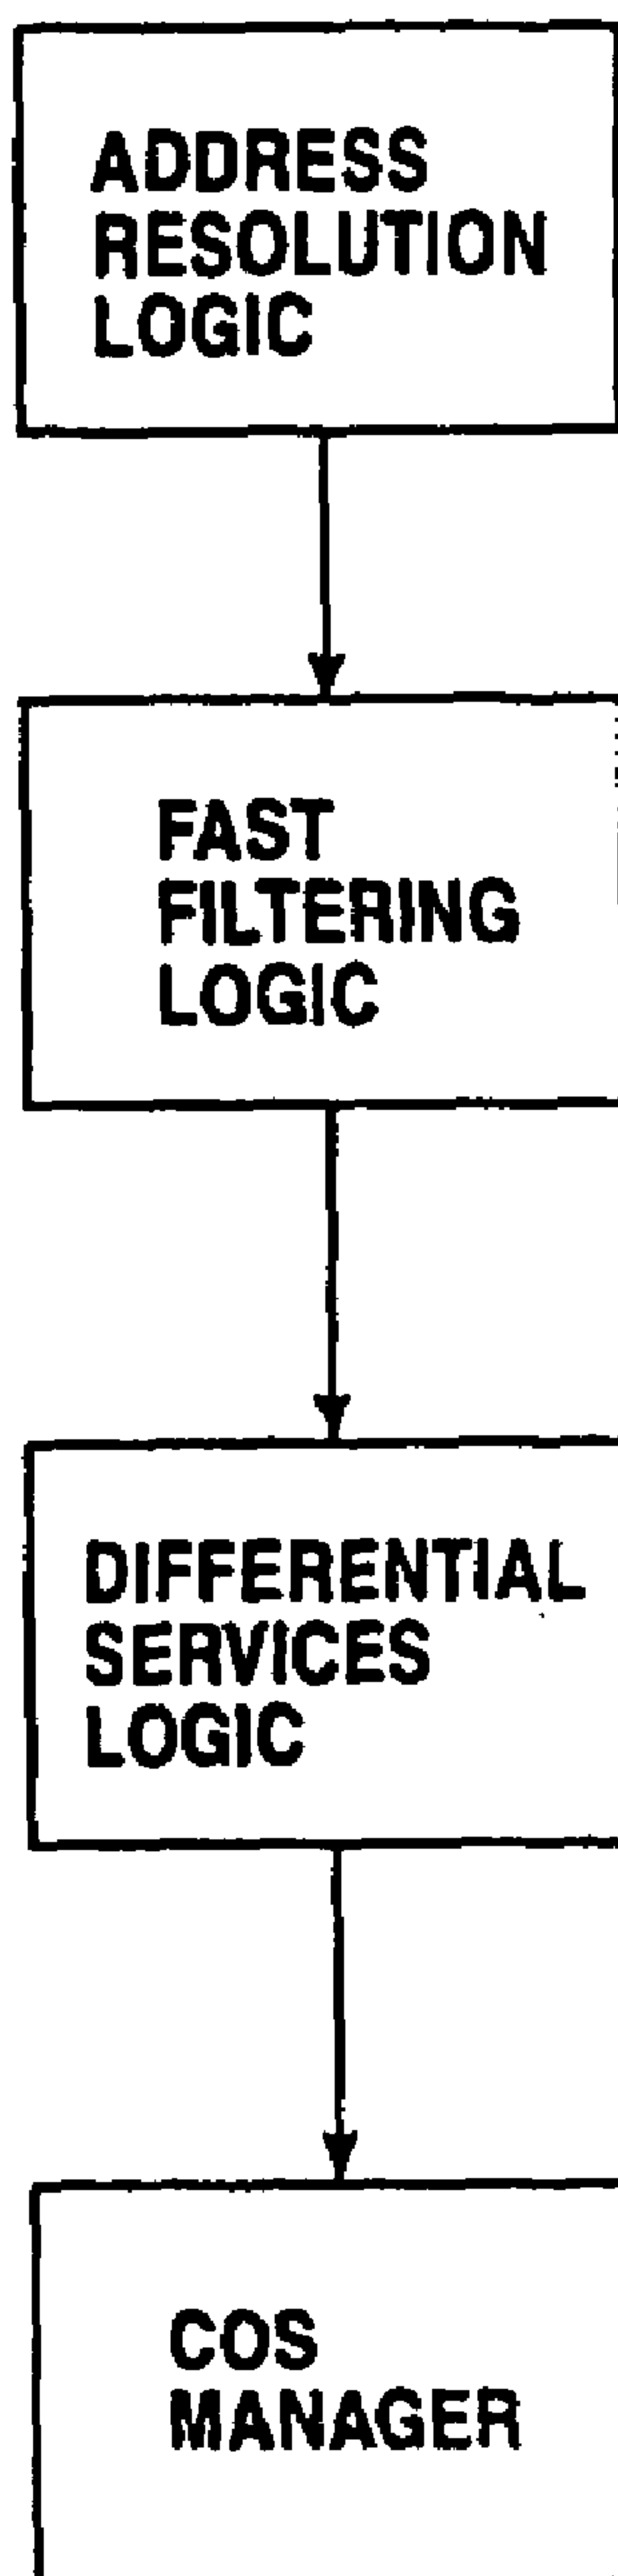 ADDRESS
RESOLUTION
LOGIC
FAST
FILTERING
LOGIC
DIFFERENTIAL
SERVICES
LOGIC
COS
MANAGER